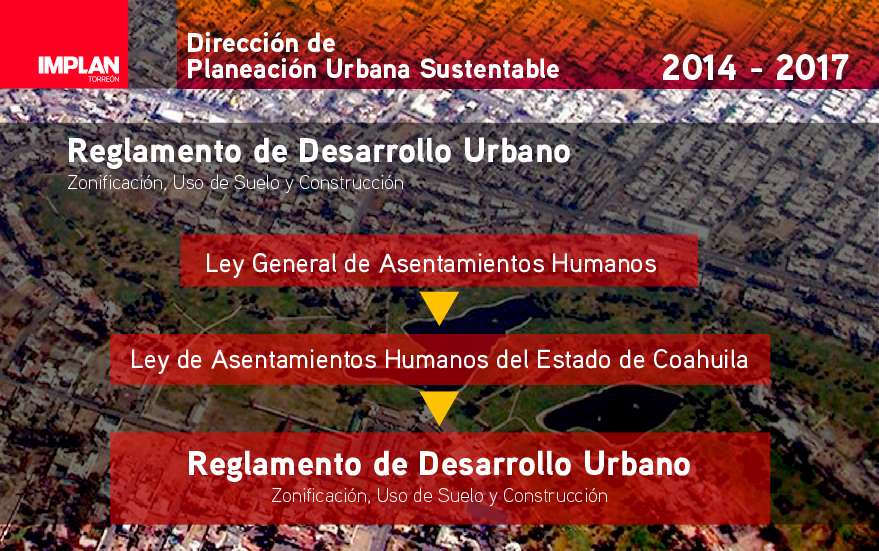 IMPLAN
TORREÓN
Dirección de
Planeación Urbana Sustentable
2014 - 2017
Reglamento de Desarrollo Urbano
Zonificación, Uso de Suelo y Construcción
Ley General de Asentamientos Humanos
Ley de Asentamientos Humanos del Estado de Coahuila
Reglamento de Desarrollo Urbano
Zonificación, Uso de Suelo y Construcción